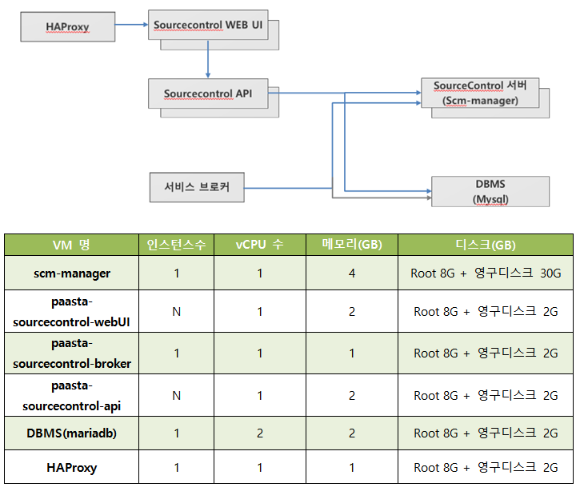 HAProxy
Sourcecontrol WEB UI
Sourcecontrol API
SourceControl 서버
(Scm-manager)
서비스 브로커
DBMS
(Mysql)
VM 명 인스턴스수 vCPU 수 메모리(GB) 디스크(GB)
scm-manager 1 1 4 Root 8G + 영구디스크 30G
paasta-
sourcecontrol-webUI N 1 2 Root 8G + 영구디스크 2G
paasta-
sourcecontrol-broker 1 1 1 Root 8G + 영구디스크 2G
paasta-
sourcecontrol-api N 1 2 Root 8G + 영구디스크 2G
DBMS(mariadb) 1 2 2 Root 8G + 영구디스크 2G
HAProxy 1 1 1 Root 8G + 영구디스크 2G